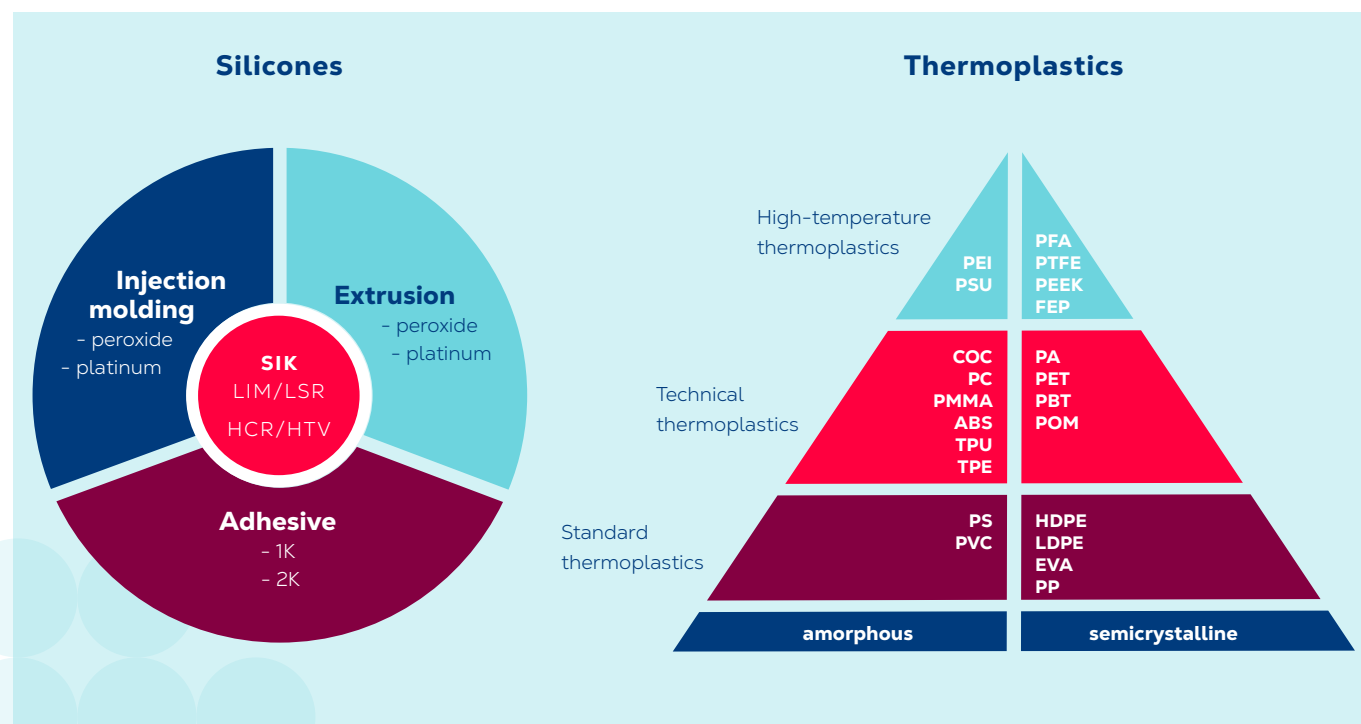 Silicones
Injection
molding
- peroxide
- platinum
Extrusion
- peroxide
- platinum
SIK
LIM/LSR
HCR/HTV
Adhesive
- 1K
- 2K
Thermoplastics
High-temperature
thermoplastics
PEI
PSU
PFA
PTFE
PEEK
FEP
Technical
thermoplastics
COC
PC
PMMA
ABS
TPU
TPE
PA
PET
PBT
POM
Standard
thermoplastics
PS
PVC
HDPE
LDPE
EVA
PP
amorphous
semicrystalline